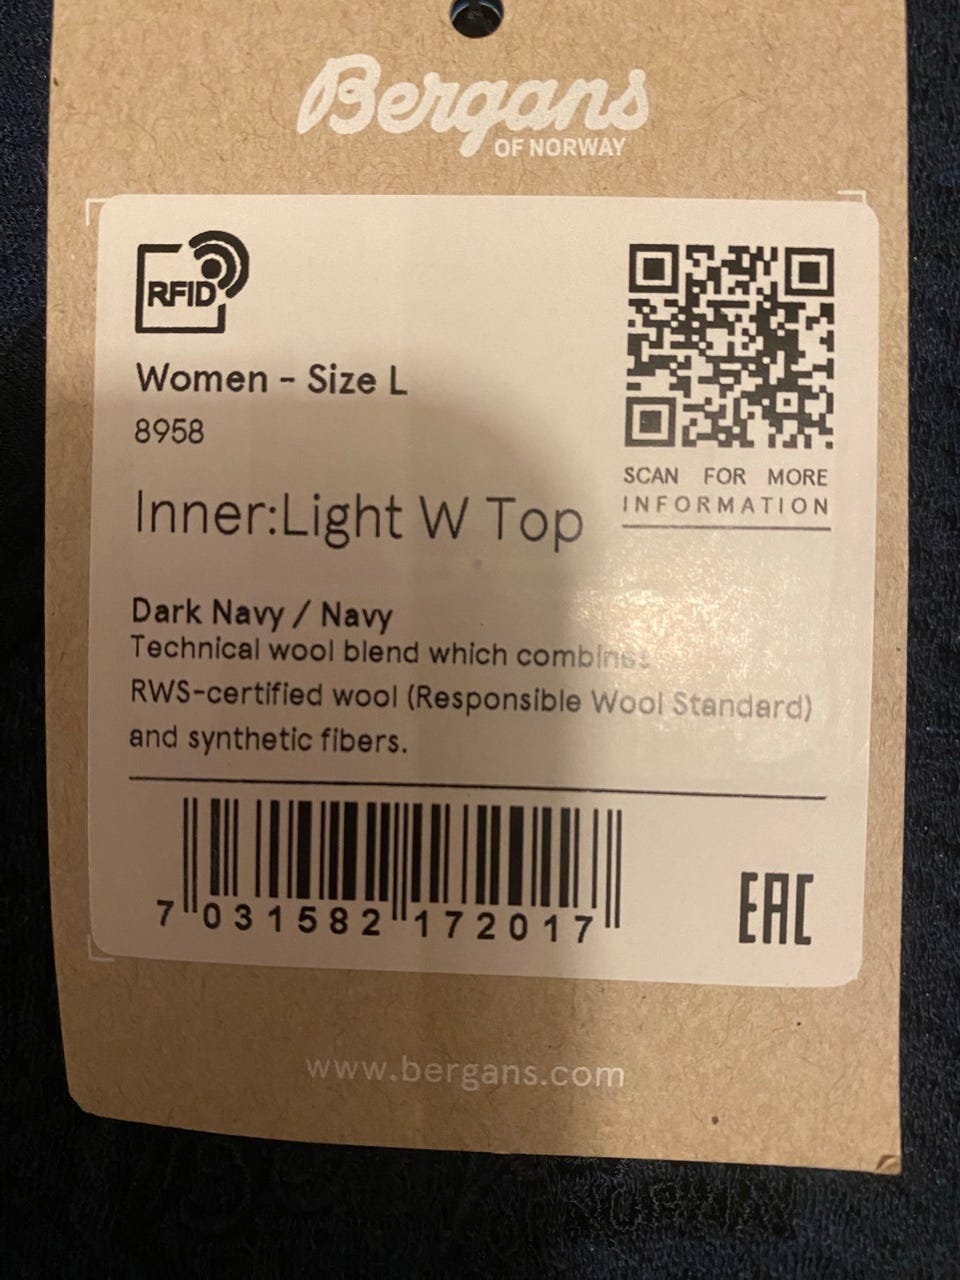 Bergans
OF NORWAY
RFID
Women - Size L
8958
SCAN FOR MORE
INFORMATION
Inner:Light W Top
Dark Navy / Navy
Technical wool blend which combines
RWS-certified wool (Responsible Wool Standard)
and synthetic fibers.
7 031582 172017
EAC
www.bergans.com